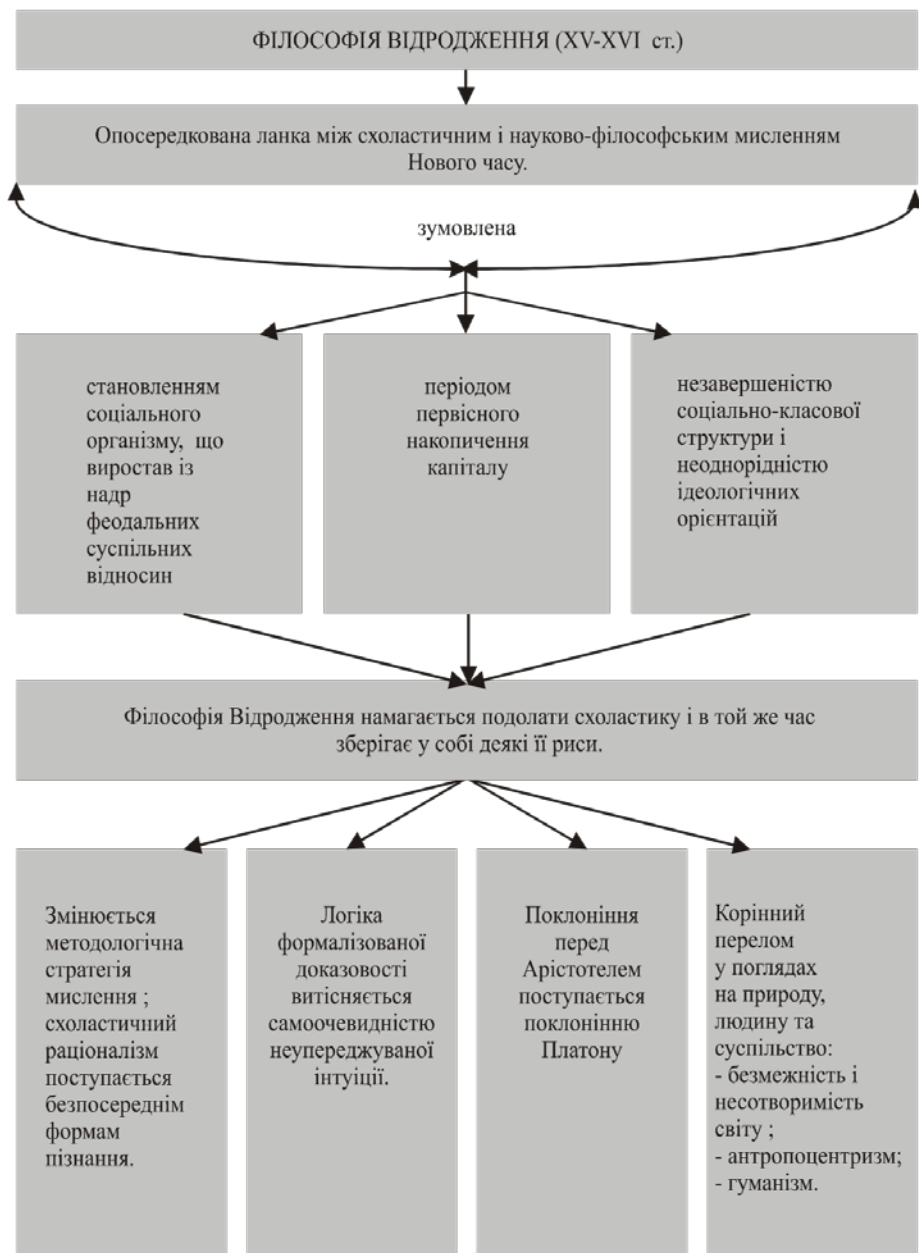 ФІЛОСОФІЯ ВІДРОДЖЕННЯ (XV-XVI ст.)
Опосередкована ланка між схоластичним і науково-філософським мисленням
Нового часу.
зумовлена
становленням
соціального
організму, що
виростав із
надр
феодальних
суспільних
відносин
періодом
первісного
накопичення
капіталу
незавершеністю
соціально-класової
структури і
неоднорідністю
ідеологічних
орієнтацій
Філософія Відродження намагається подолати схоластику і в той же час
зберігає у собі деякі її риси.
Змінюється
методологічна
стратегія
мислення ;
схоластичний
раціоналізм
поступається
безпосереднім
формам
пізнання.
Логіка
формалізованої
доказовості
витісняється
самоочевидністю
неупереджуваної
інтуіції.
Поклоніння
перед
Арістотелем
поступається
поклонінню
Платону
Корінний
перелом
у поглядах
на природу,
людину та
суспільство:
- безмежність і
несотворимість
світу ;
- антропоцентризм;
- гуманізм.